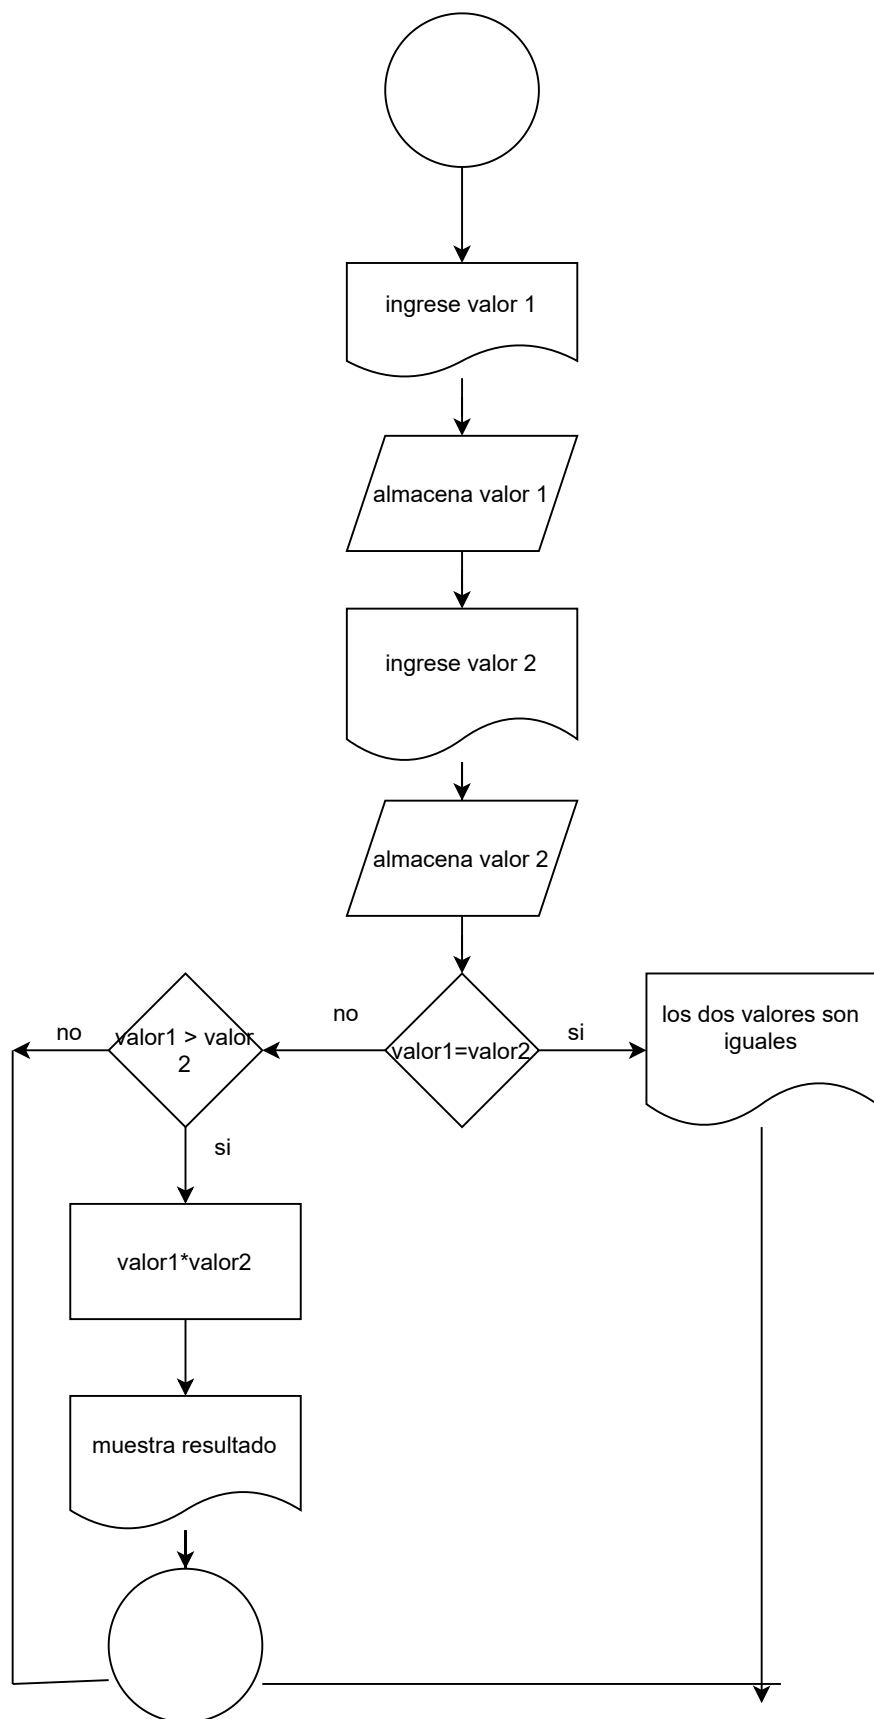 ingrese valor 1
almacena valor 1
ingrese valor 2
almacena valor 2
valor1=valor2
no
si
los dos valores son
iguales
valor1 > valor
2
no
si
valor1*valor2
muestra resultado